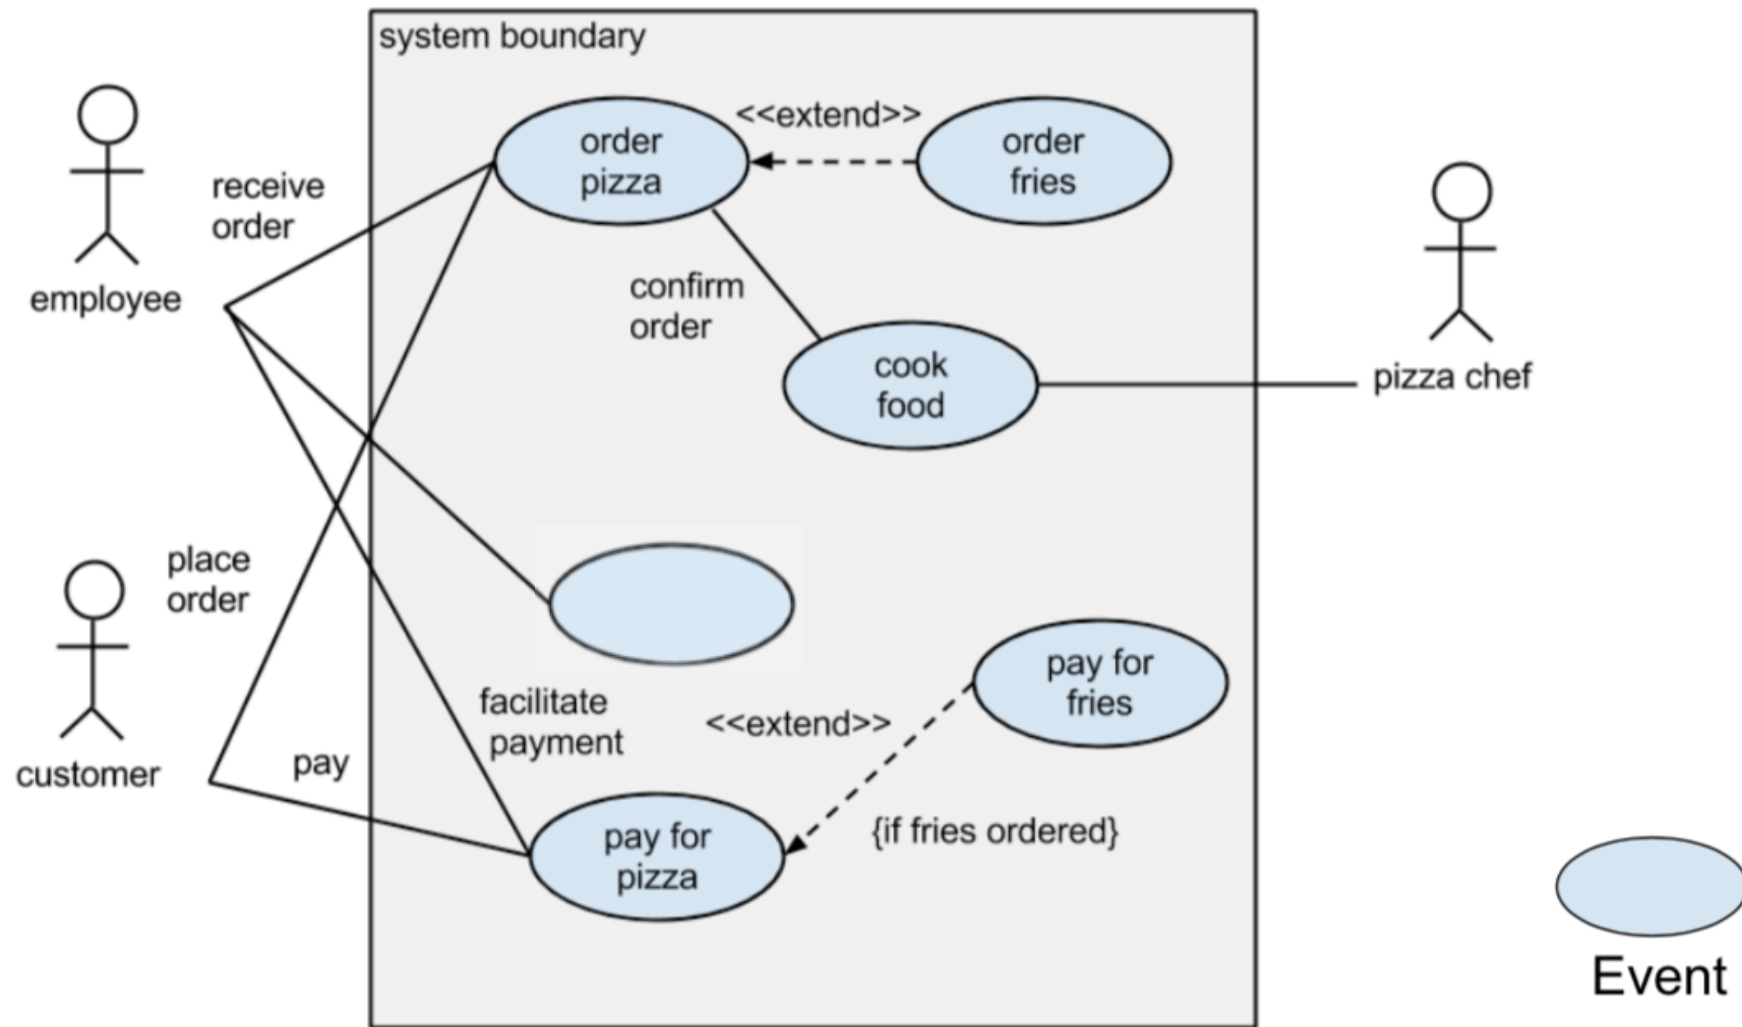 system boundary
<<extend>>
order
pizza
order
fries
receive
order
employee
confirm
order
cook
food
pizza chef
place
order
customer
pay
facilitate
payment
<<extend>>
pay for
fries
{if fries ordered}
pay for
pizza
Event